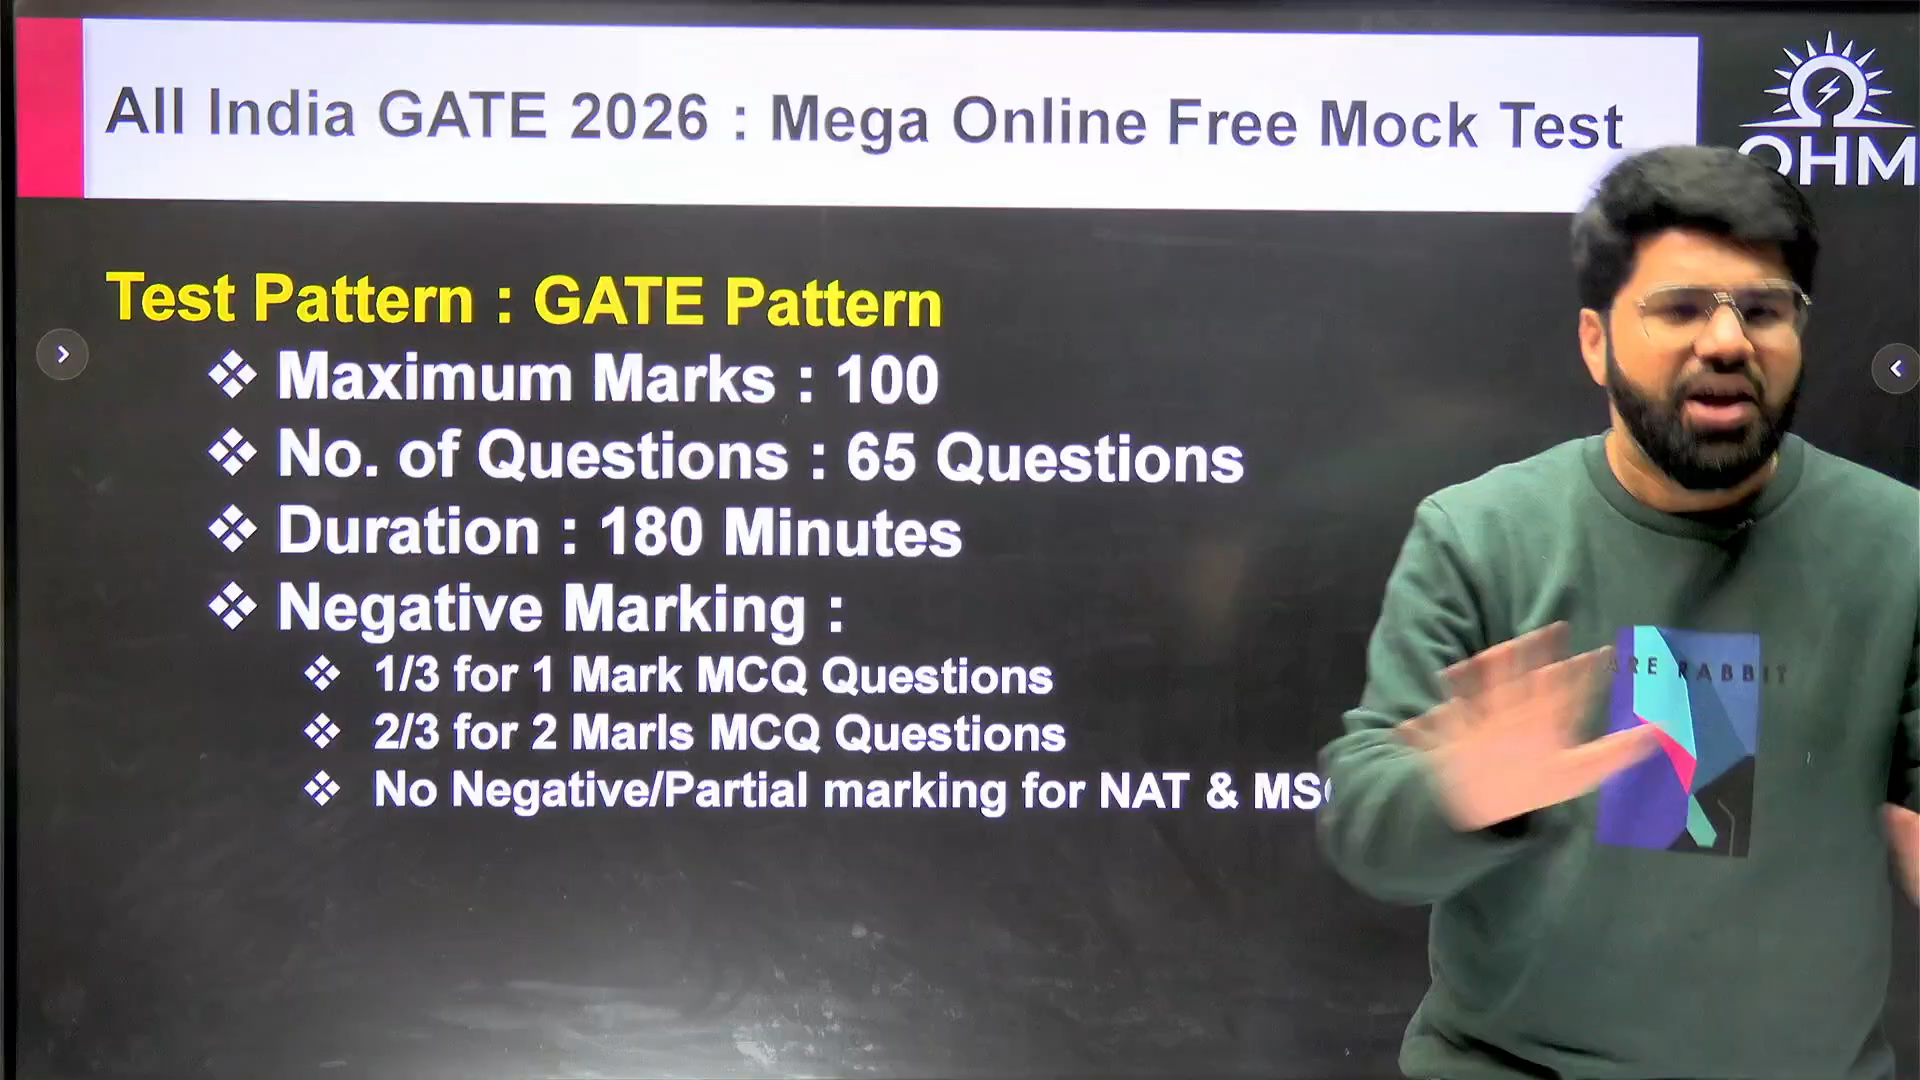 All India GATE 2026 : Mega Online Free Mock Test
OHM
Test Pattern : GATE Pattern
❖ Maximum Marks : 100
❖ No. of Questions : 65 Questions
❖ Duration : 180 Minutes
❖ Negative Marking :
❖ 1/3 for 1 Mark MCQ Questions
❖ 2/3 for 2 Marls MCQ Questions
❖ No Negative/Partial marking for NAT &
RABBIT